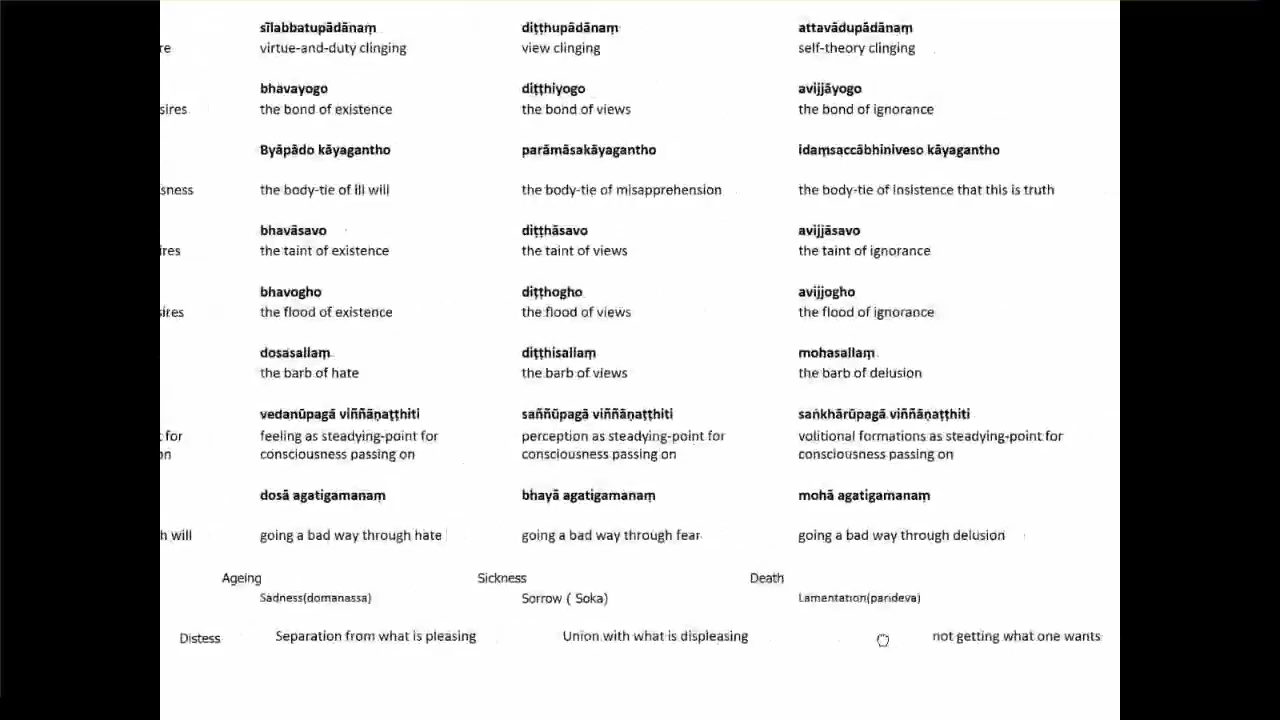 sīlabbatupādānaṃ diṭṭhupādānaṃ attavādupādānaṃ
re virtue-and-duty clinging view clinging self-theory clinging
bhavayogo diṭṭhiyogo avijjāyogo
sires the bond of existence the bond of views the bond of ignorance
Byāpādo kāyagantho parāmāsakāyagantho idaṃsaccābhiniveso kāyagantho
sness the body-tie of ill will the body-tie of misapprehension the body-tie of insistence that this is truth
bhavāsavo diṭṭhāsavo avijjāsavo
ires the taint of existence the taint of views the taint of ignorance
bhavogho diṭṭhogho avijjogho
sires the flood of existence the flood of views the flood of ignorance
dosasallaṃ diṭṭhisallaṃ mohasallaṃ
the barb of hate the barb of views the barb of delusion
vedanūpagā viññāṇaṭṭhiti saññūpagā viññāṇaṭṭhiti saṅkhārūpagā viññāṇaṭṭhiti
for feeling as steadying-point for perception as steadying-point for volitional formations as steadying-point for
on consciousness passing on consciousness passing on consciousness passing on
dosā agatigamanaṃ bhayā agatigamanaṃ mohā agatigamanaṃ
h will going a bad way through hate going a bad way through fear going a bad way through delusion
Ageing Sickness Death
Sadness(domanassa) Sorrow ( Soka) Lamentation(parideva)
Distess Separation from what is pleasing Union with what is displeasing not getting what one wants